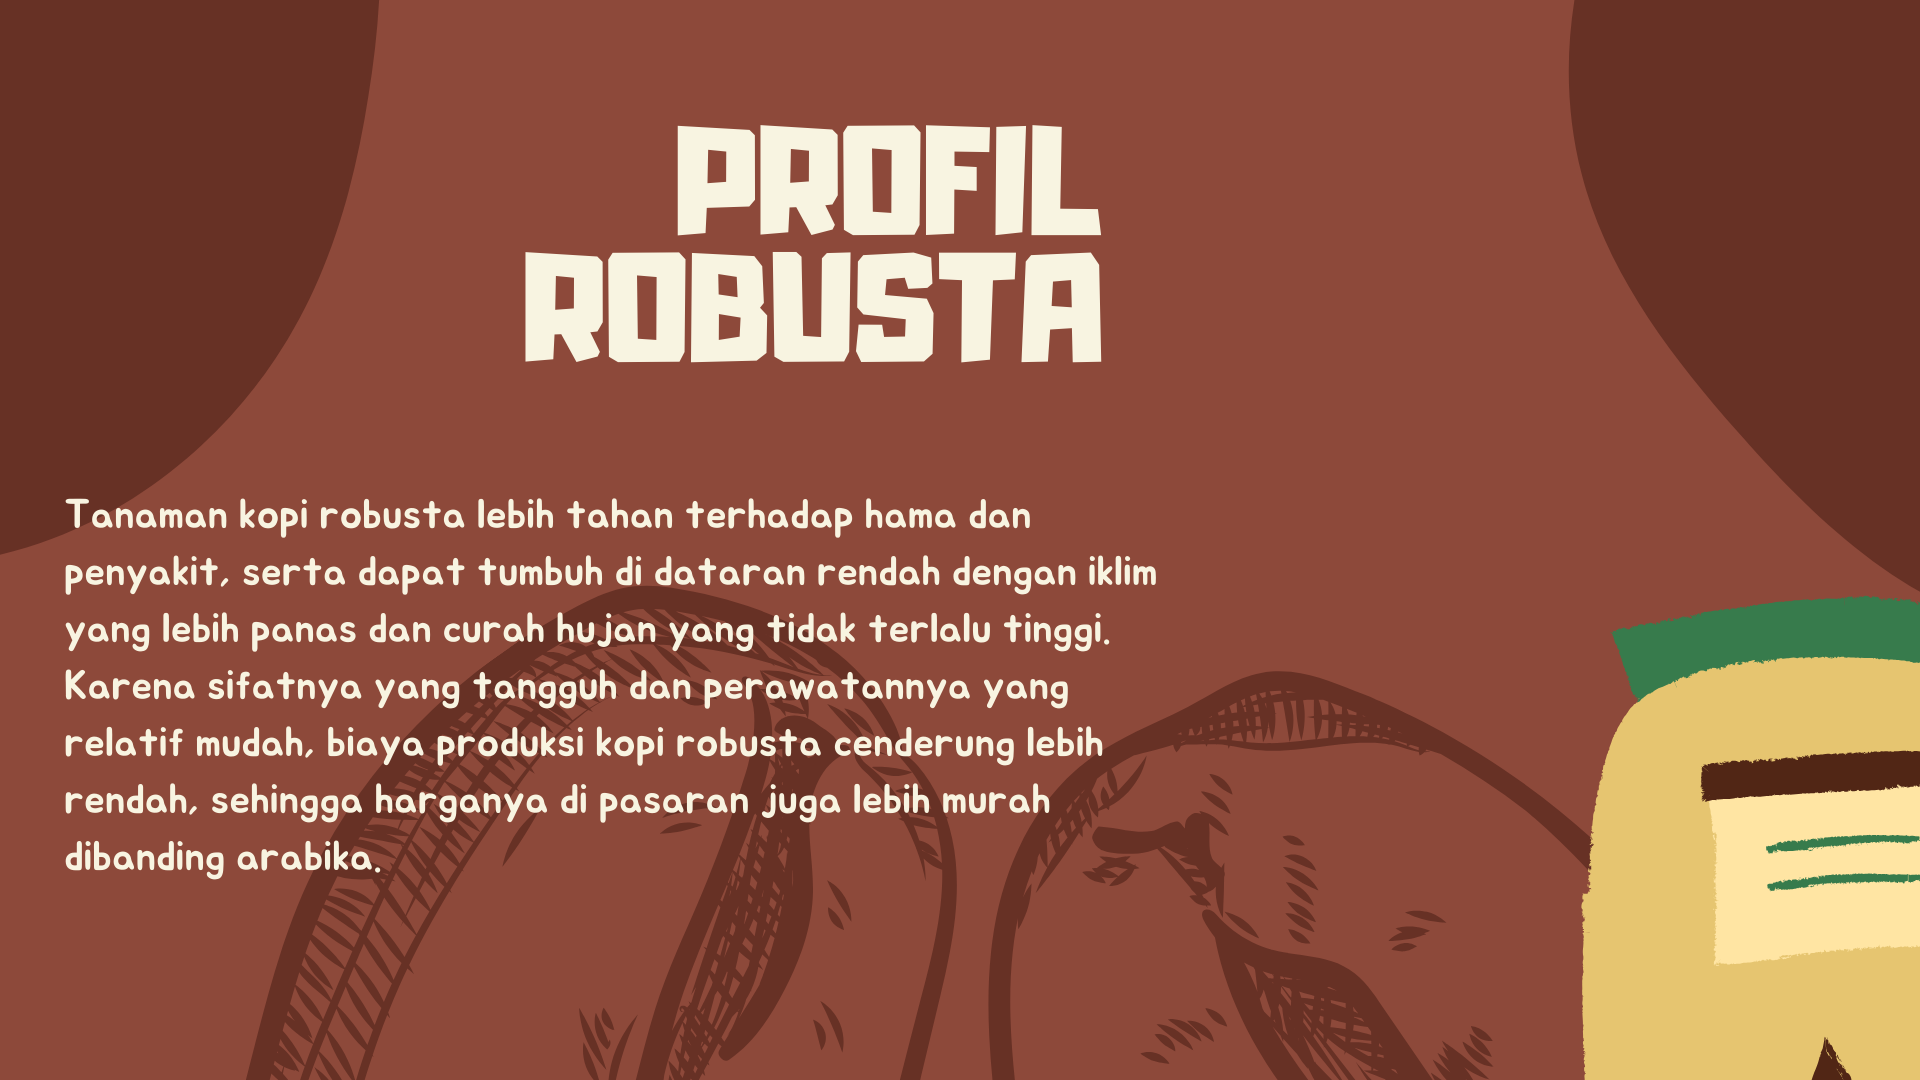 PROFIL
ROBUSTA
Tanaman kopi robusta lebih tahan terhadap hama dan
penyakit, serta dapat tumbuh di dataran rendah dengan iklim
yang lebih panas dan curah hujan yang tidak terlalu tinggi.
Karena sifatnya yang tangguh dan perawatannya yang
relatif mudah, biaya produksi kopi robusta cenderung lebih
rendah, sehingga harganya di pasaran juga lebih murah
dibanding arabika.